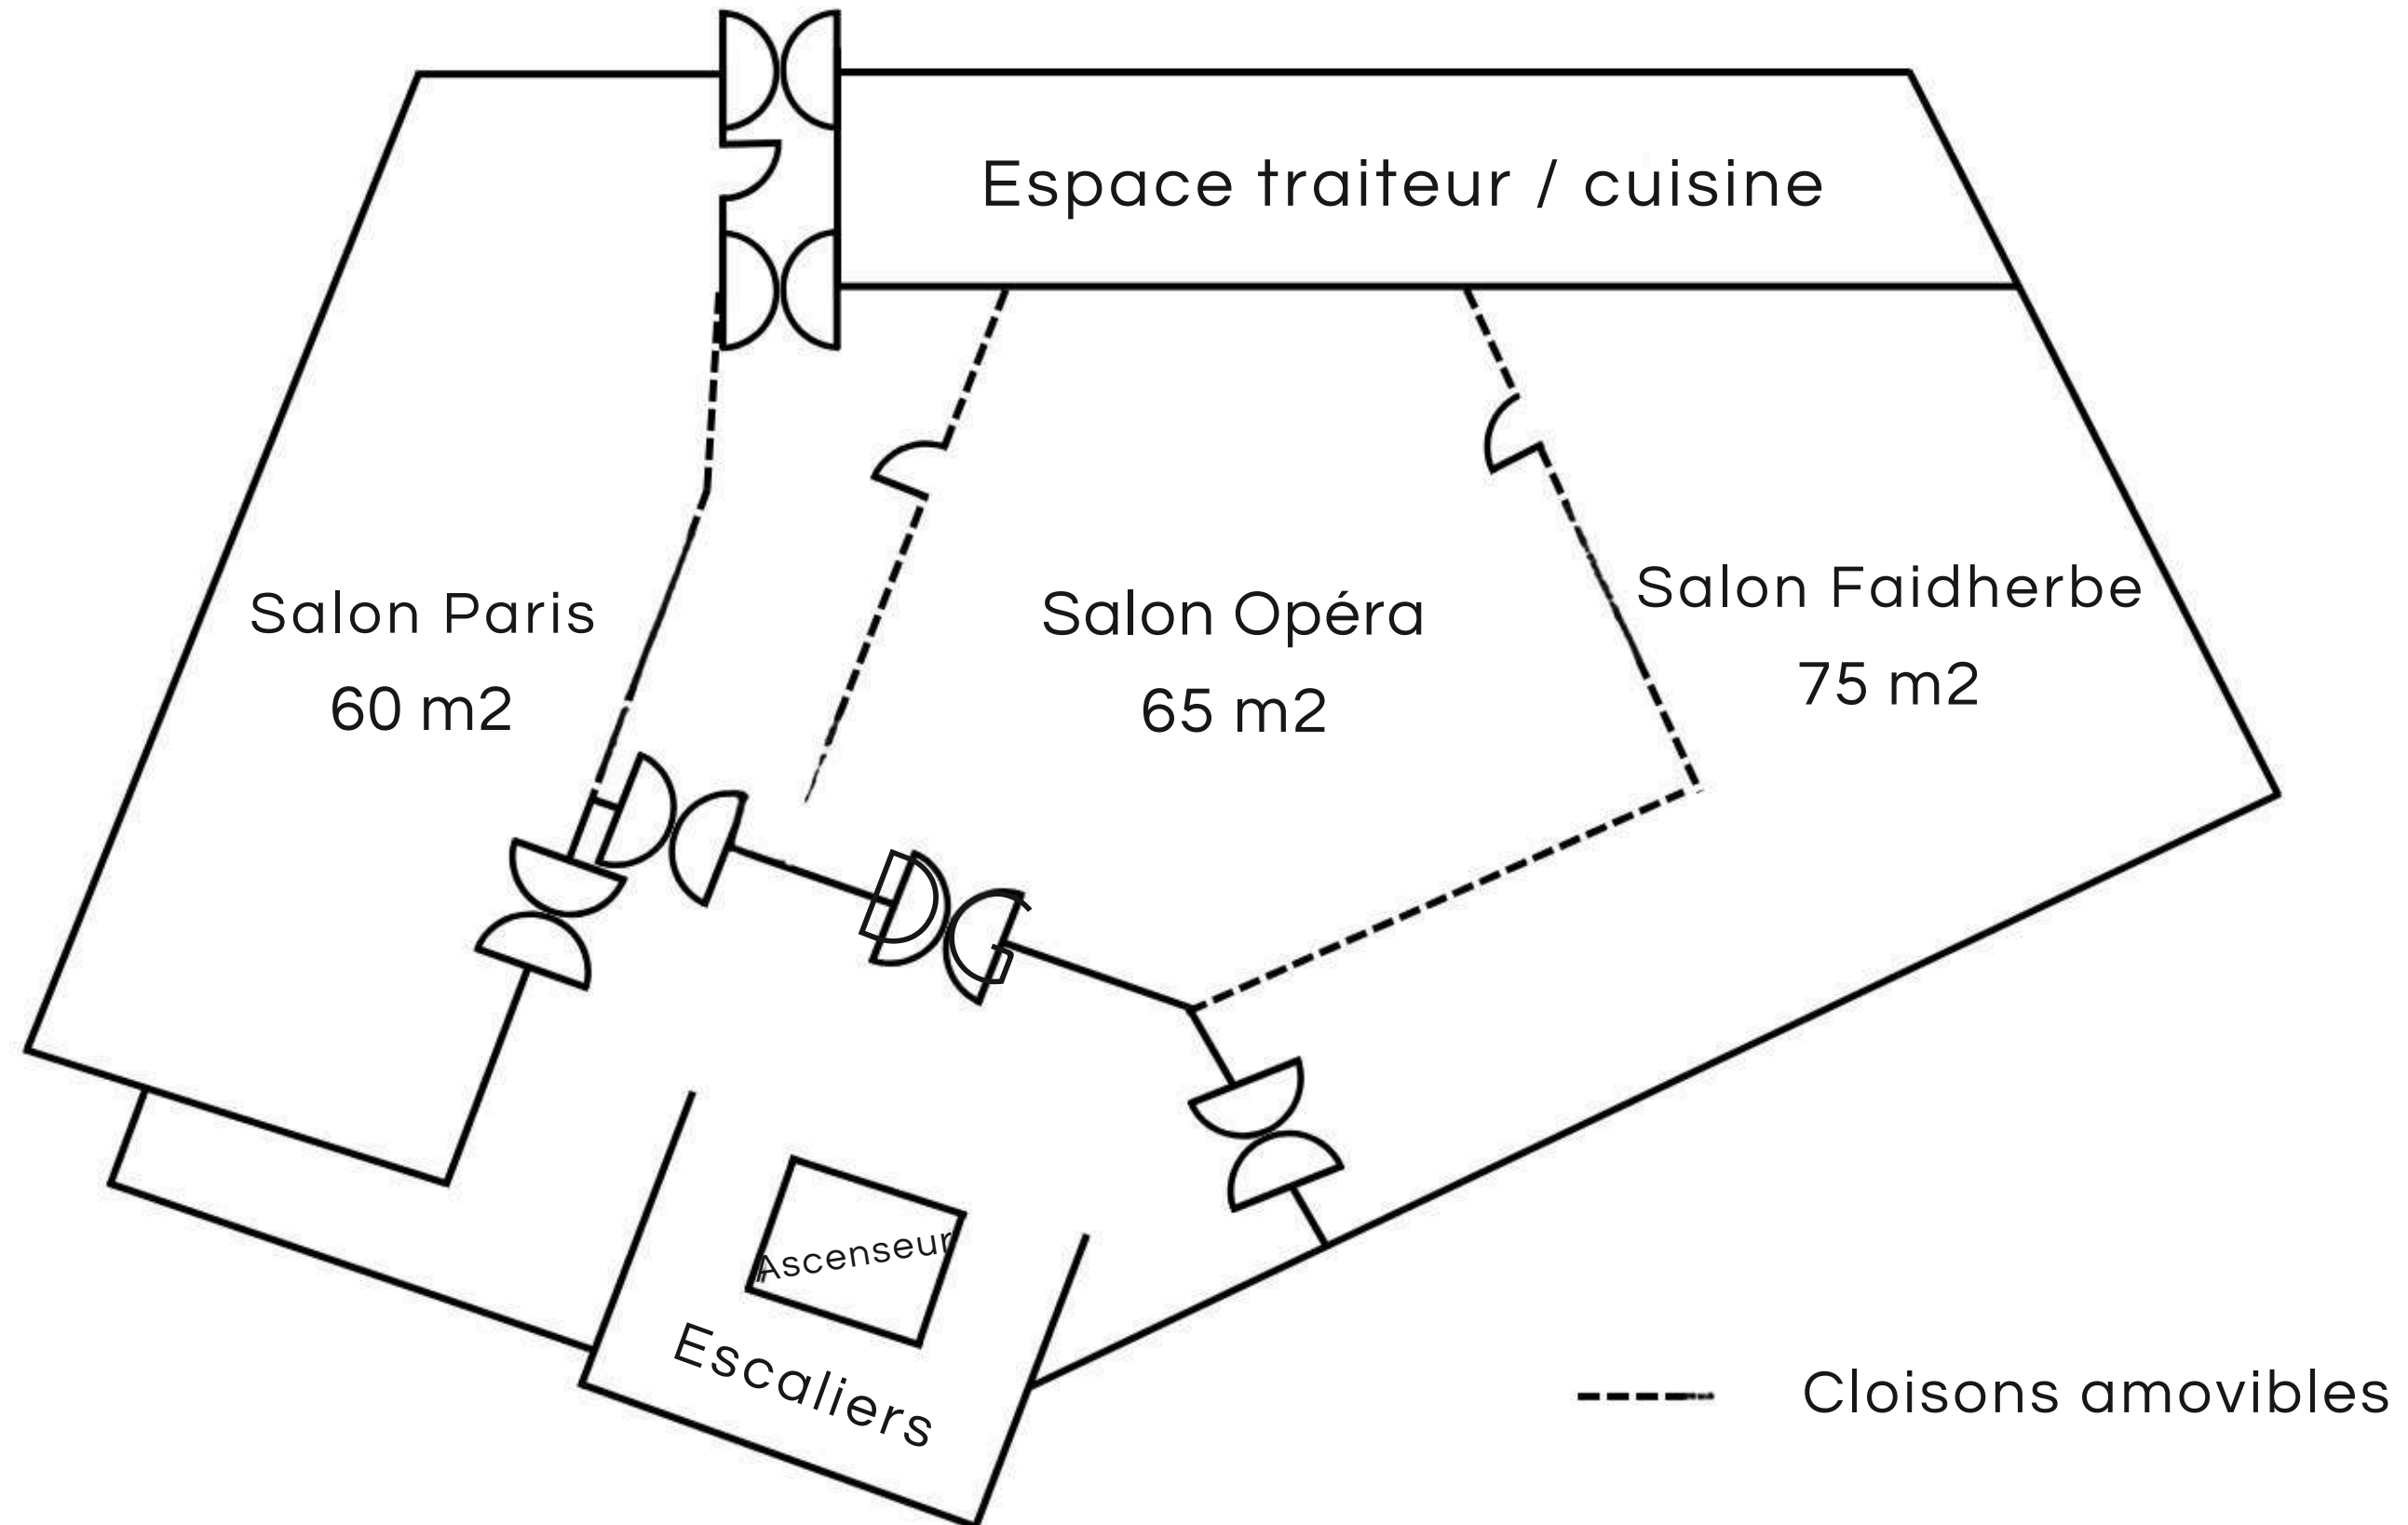 Espace traiteur / cuisine
Salon Paris
60 m2
Salon Opéra
65 m2
Salon Faidherbe
75 m2
Ascenseur
Escaliers
Cloisons amovibles